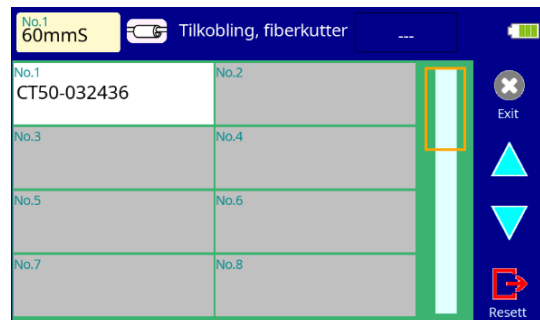 No.1
60mmS
Tilkobling, fiberkutter
---
No.1
CT50-032436
No.2
Exit
No.3
No.4
No.5
No.6
No.7
No.8
Resett